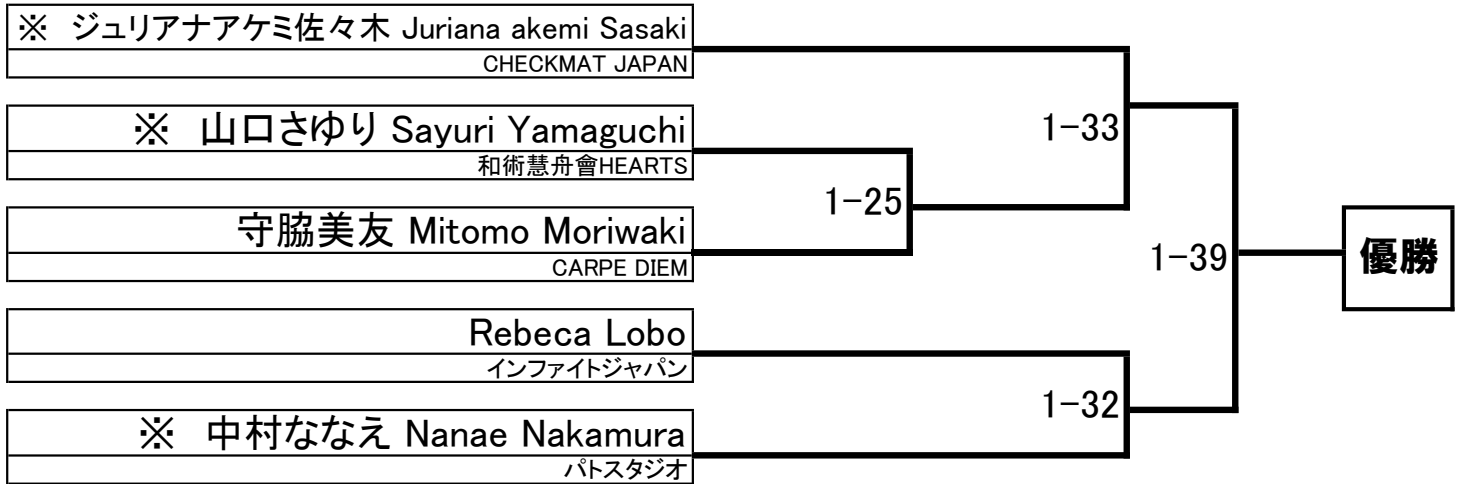 ※ ジュリアナアケミ佐々木 Juriana akemi Sasaki
CHECKMAT JAPAN
※ 山口さゆり Sayuri Yamaguchi
和術慧舟會HEARTS
守脇美友 Mitomo Moriwaki
CARPE DIEM
Rebeca Lobo
インファイトジャパン
※ 中村ななえ Nanae Nakamura
パトスタジオ
1-25
1-33
1-32
1-39
優勝